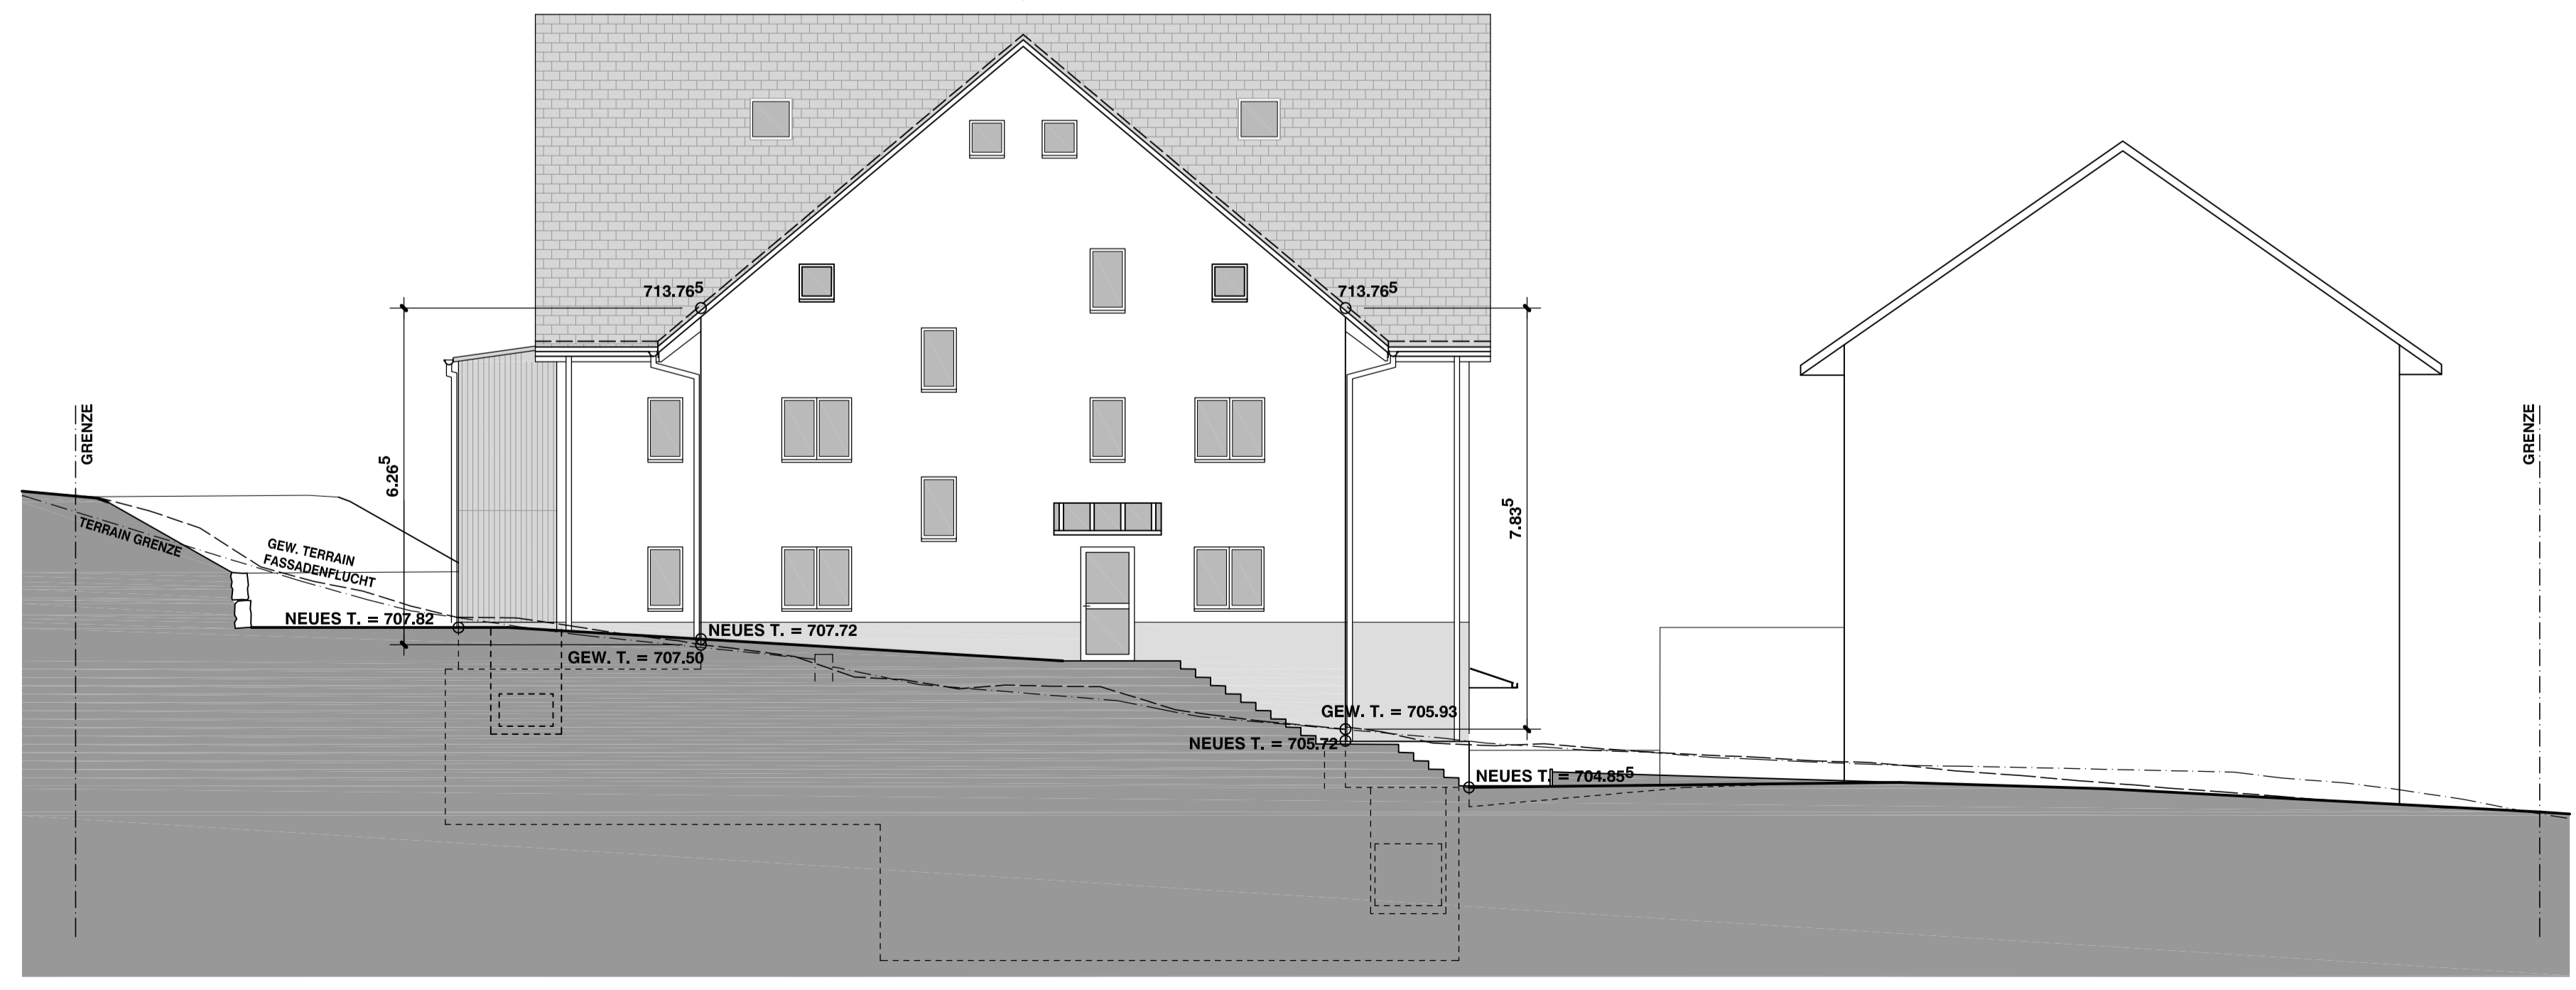 713.76⁵
713.76⁵
GRENZE
GRENZE
6.26⁵
7.83⁵
TERRAIN GRENZE
GEW. TERRAIN
FASSADENFLUCHT
NEUES T. = 707.82
NEUES T. = 707.72
GEW. T. = 707.50
GEW. T. = 705.93
NEUES T. = 705.72
NEUES T. = 704.85⁵